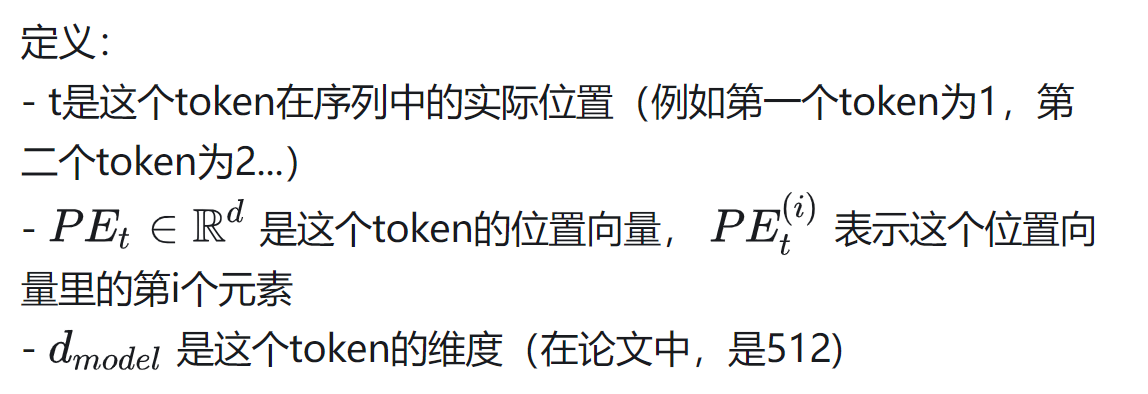 定义：
- t是这个token在序列中的实际位置（例如第一个token为1，第
二个token为2...）
- $PE_t \in \mathbb{R}^d$ 是这个token的位置向量， $PE_t^{(i)}$ 表示这个位置向
量里的第i个元素
- $d_{model}$ 是这个token的维度（在论文中，是512)